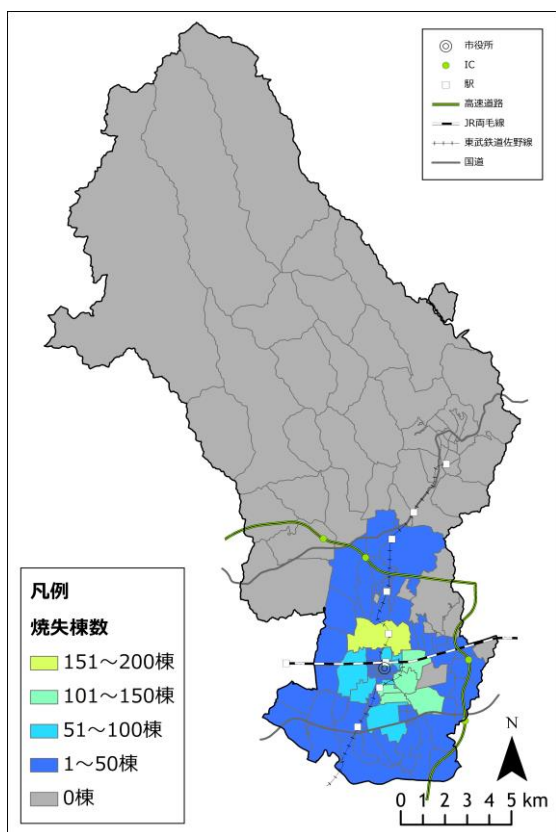 市役所
IC
駅
高速道路
JR両毛線
東武鉄道佐野線
国道
凡例
焼失棟数
151～200棟
101～150棟
51～100棟
1～50棟
0棟
N
0 1 2 3 4 5 km